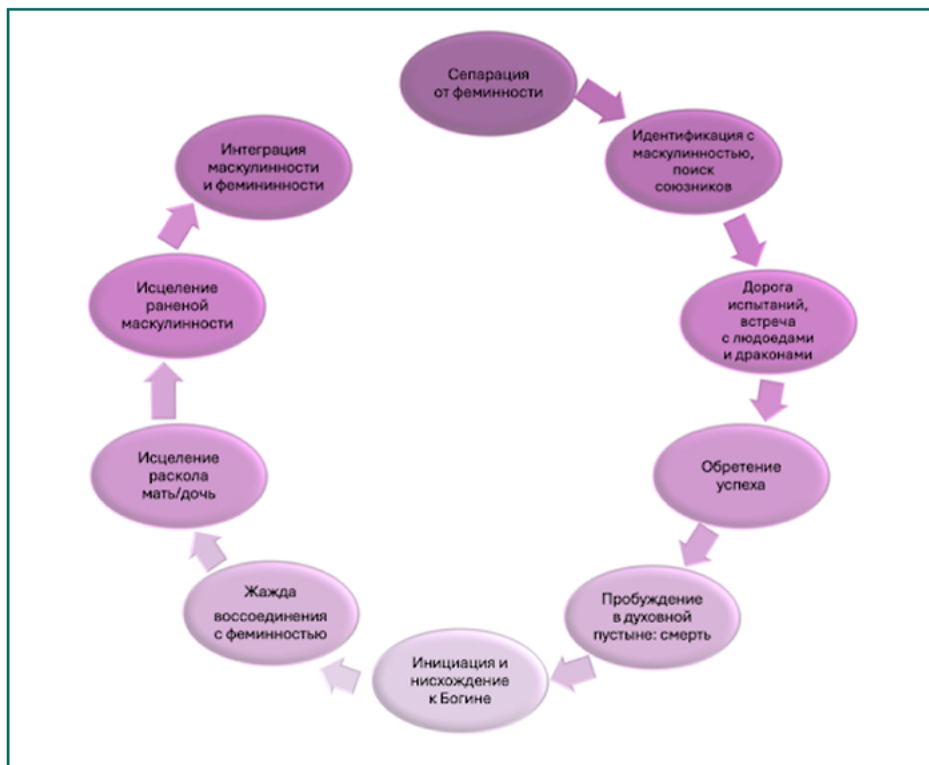 Сепарация
от феминности
Идентификация с
маскулинностью,
поиск
союзников
Дорога
испытаний,
встреча
с людоедами
и драконами
Обретение
успеха
Пробуждение
в духовной
пустыне: смерть
Инициация и
нисхождение
к Богине
Жажда
воссоединения
с феминностью
Исцеление
раскола
мать/дочь
Исцеление
раненой
маскулинности
Интеграция
маскулинности
и фемининности